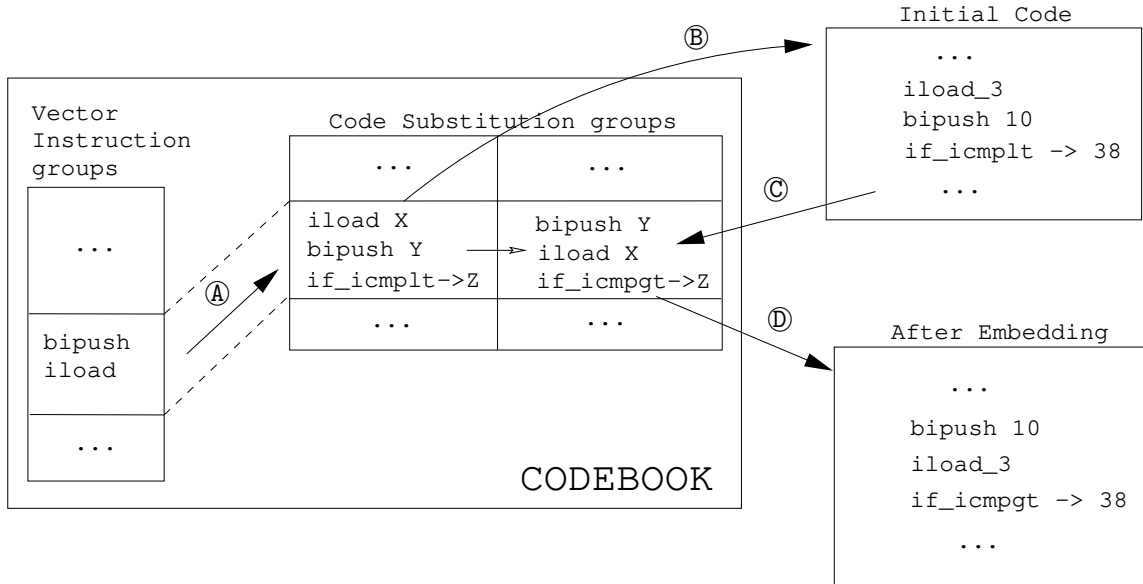 Initial Code
Ⓑ
...
iload_3
bipush 10
if_icmplt -> 38
...
Ⓒ
Vector
Instruction
groups
...
bipush
iload
...
Ⓐ
Code Substitution groups
... ...
iload X
bipush Y
if_icmplt->Z
bipush Y
iload X
if_icmpgt->Z
... ...
CODEBOOK
Ⓓ
After Embedding
...
bipush 10
iload_3
if_icmpgt -> 38
...